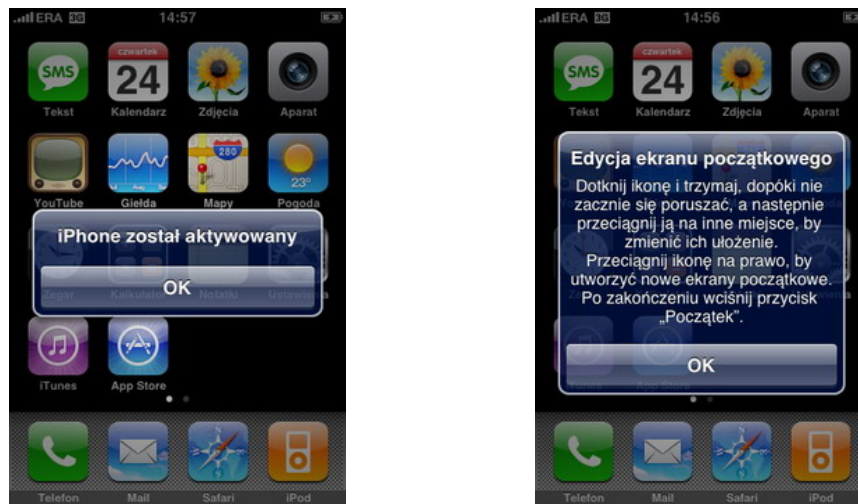 ERA 3G 14:57
SMS czwartek 24
Tekst Kalendarz Zdjęcia Aparat
280 23°
YouTube Giełda Mapy Pogoda
iPhone został aktywowany
OK
Zegar Kalkulator Notatki Ustawienia
iTunes App Store
Telefon Mail Safari iPod
ERA 3G 14:56
SMS czwartek 24
Tekst Kalendarz Zdjęcia Aparat
Edycja ekranu początkowego
Dotknij ikonę i trzymaj, dopóki nie
zacznie się poruszać, a następnie
przeciągnij ją na inne miejsce, by
zmienić ich ułożenie.
Przeciągnij ikonę na prawo, by
utworzyć nowe ekrany początkowe.
Po zakończeniu wciśnij przycisk
„Początek”.
OK
App Store
Telefon Mail Safari iPod